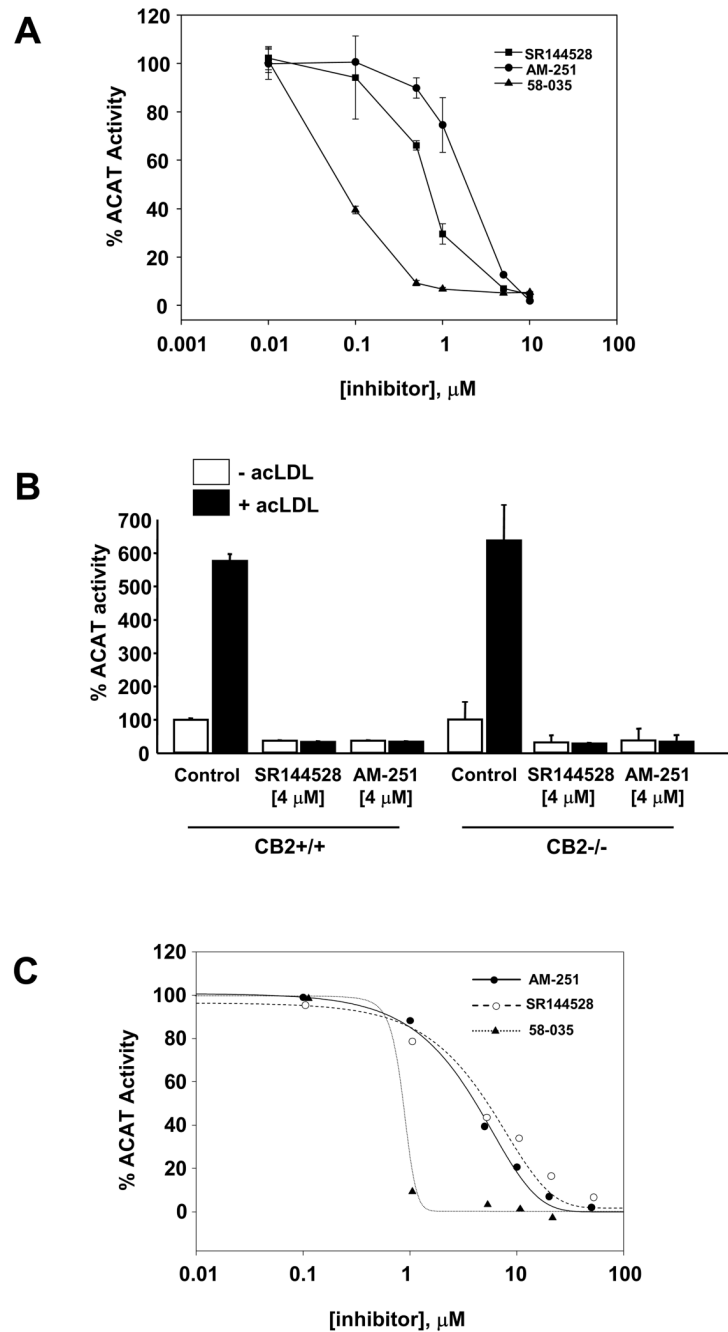 A
SR144528
AM-251
58-035
120
100
80
60
40
20
0
% ACAT Activity
0.001 0.01 0.1 1 10 100
[inhibitor], μM
B
- acLDL
+ acLDL
700
600
500
400
300
200
100
0
% ACAT activity
Control SR144528 AM-251 Control SR144528 AM-251
[4 μM] [4 μM] [4 μM] [4 μM]
CB2+/+ CB2-/-
C
120
100
80
60
40
20
0
% ACAT Activity
AM-251
SR144528
58-035
0.01 0.1 1 10 100
[inhibitor], μM